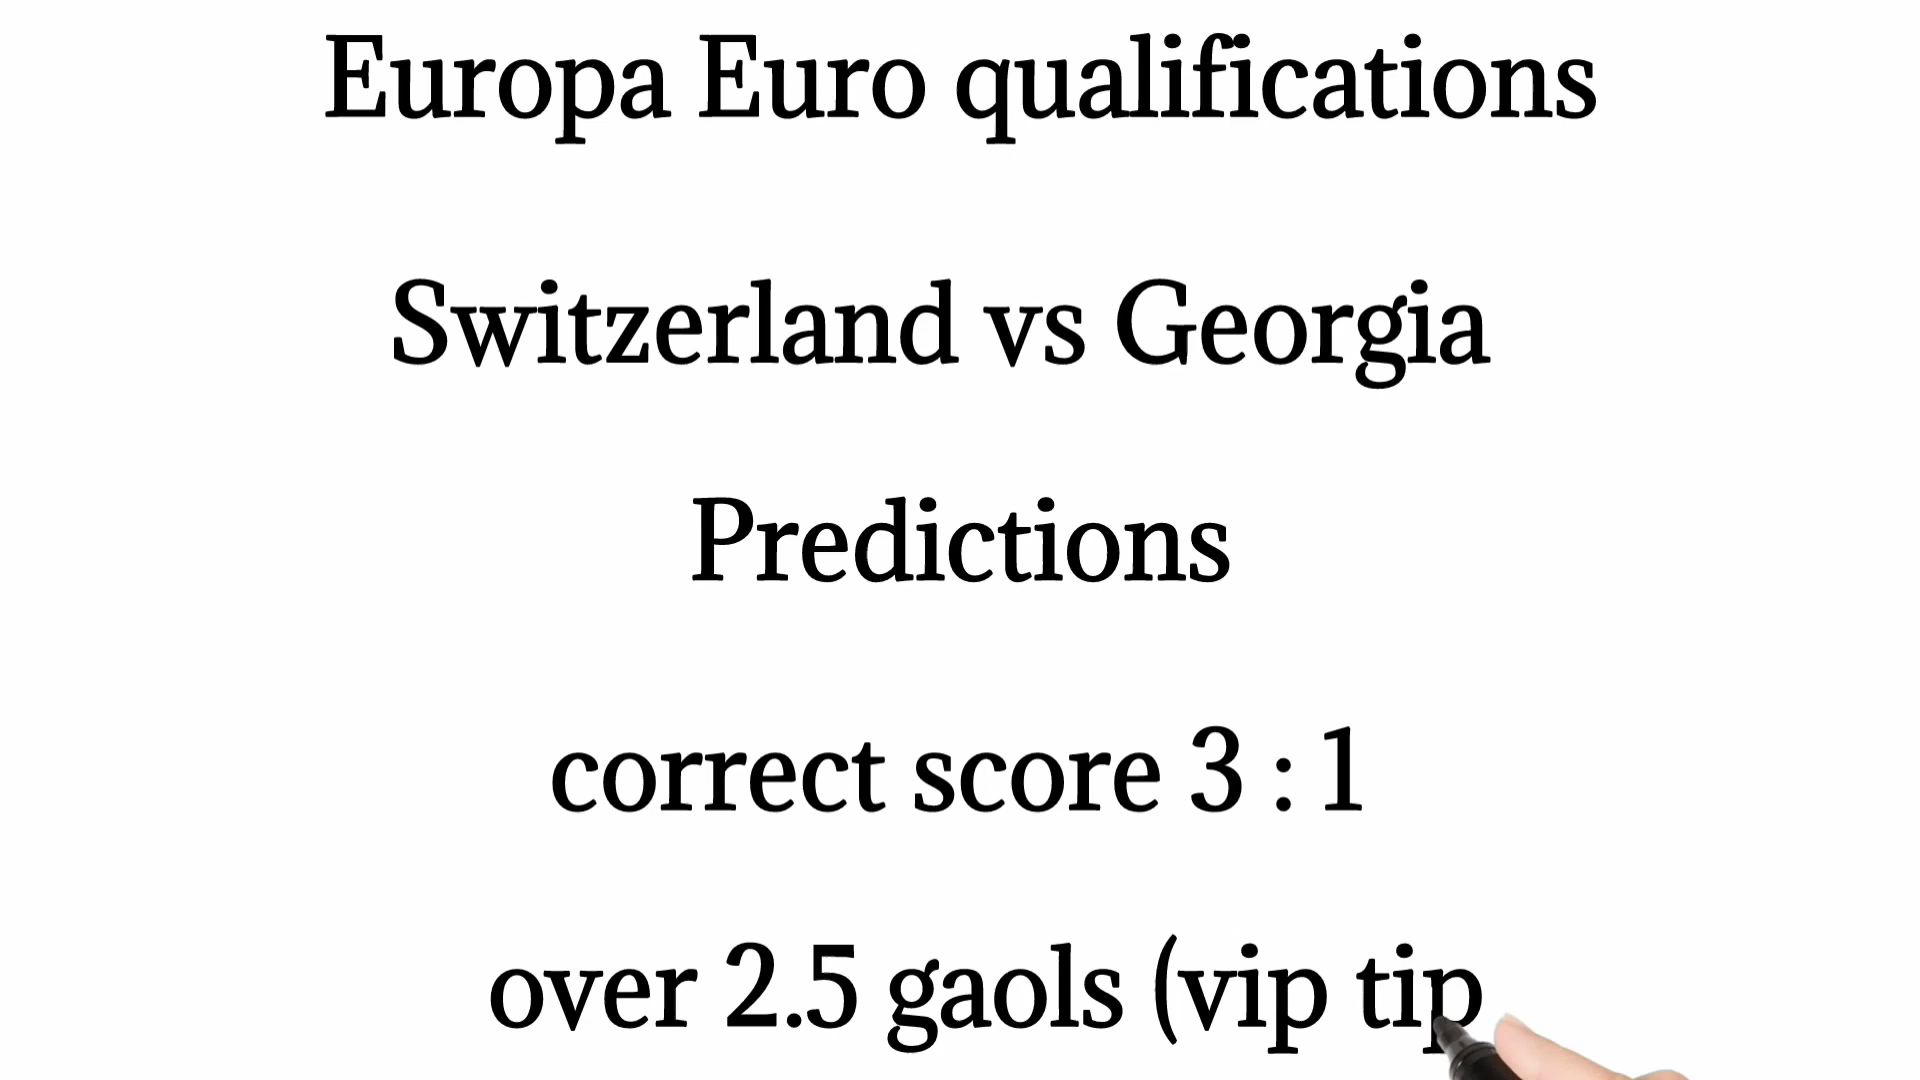 Europa Euro qualifications
Switzerland vs Georgia
Predictions
correct score 3 : 1
over 2.5 gaols (vip tip